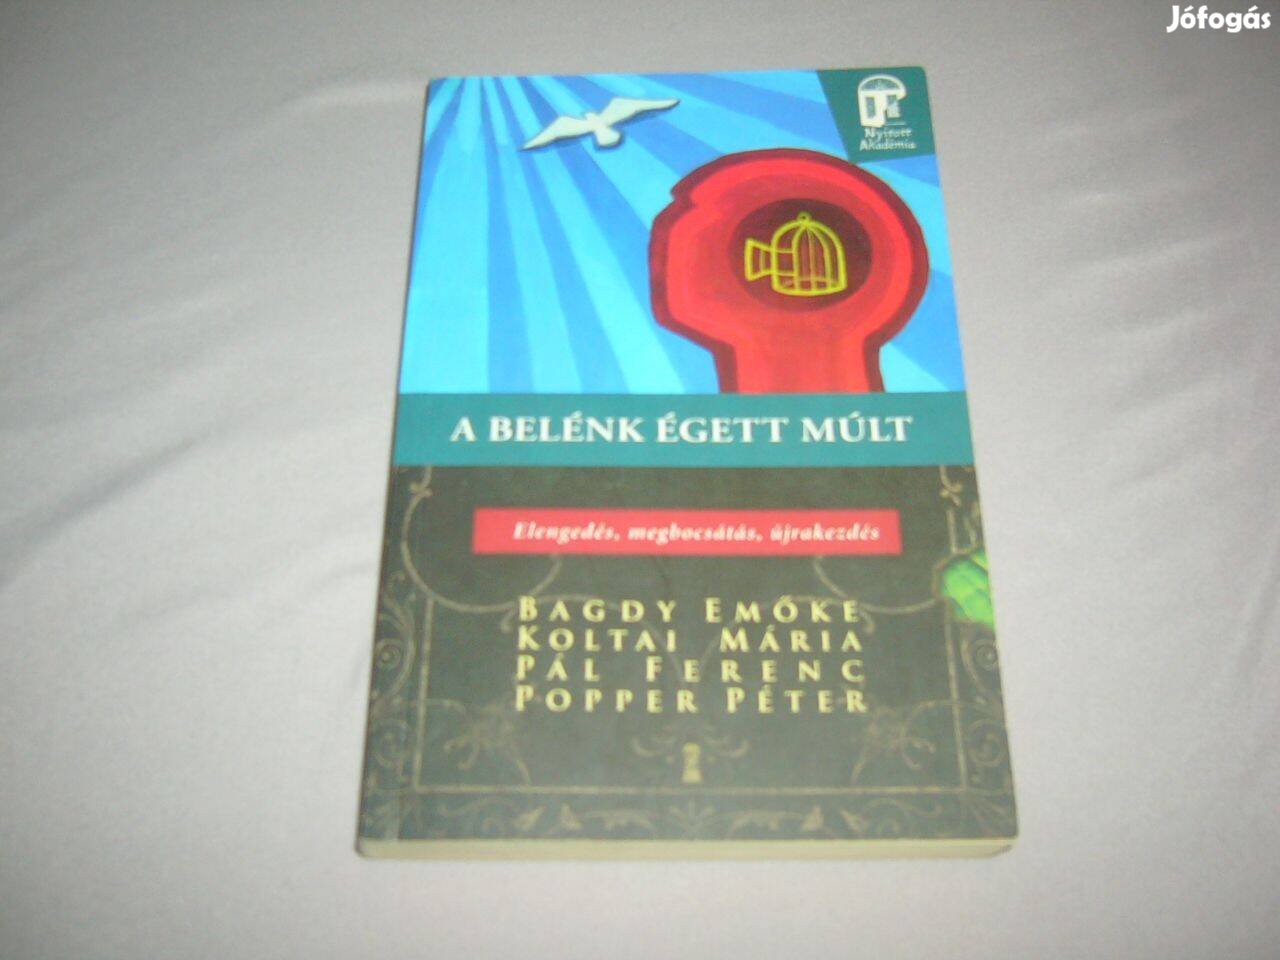 Jófogás
Nyitott
Akadémia
A BELÉNK ÉGETT MÚLT
Elengedés, megbocsátás, újrakezdés
BAGDY EMŐKE
KOLTAI MÁRIA
PÁL FERENC
POPPER PÉTER